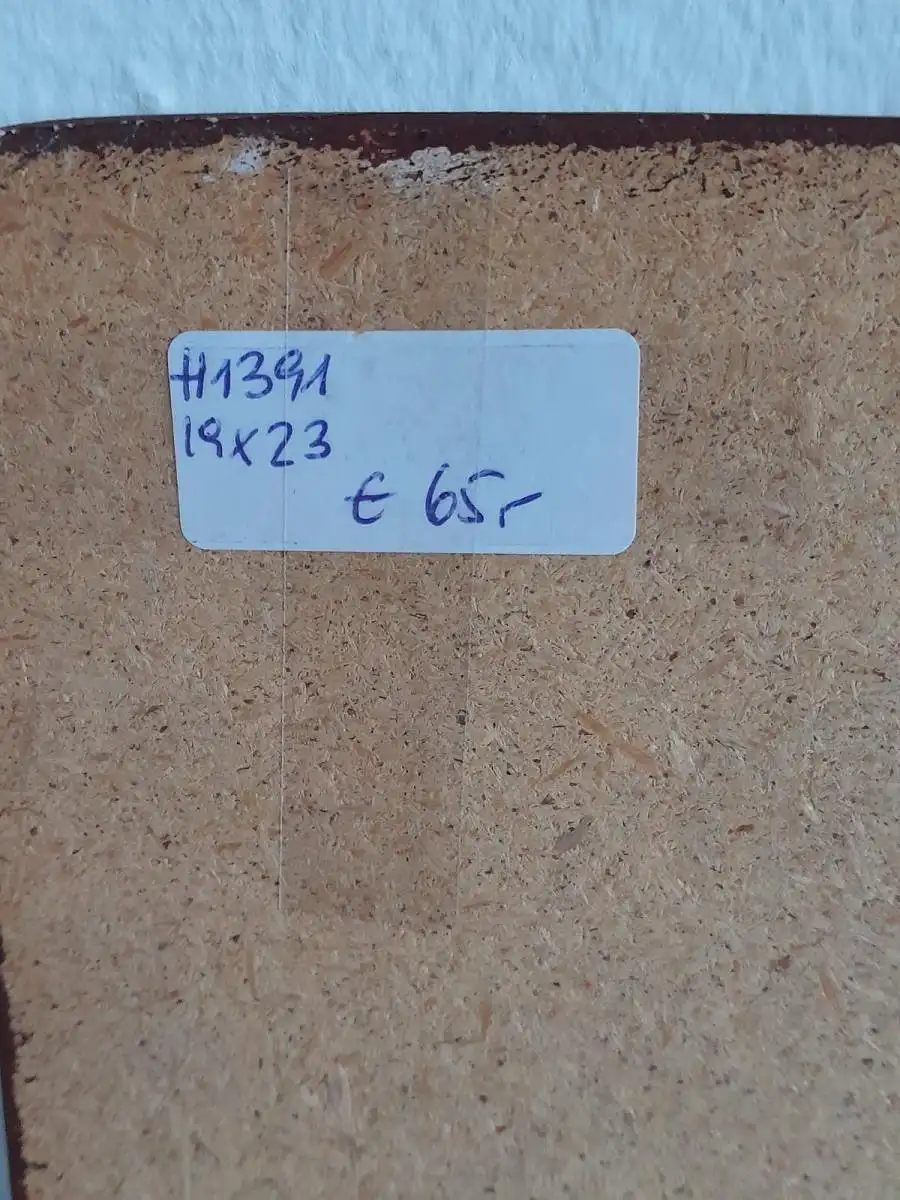 H1391
19x23
€ 65,-